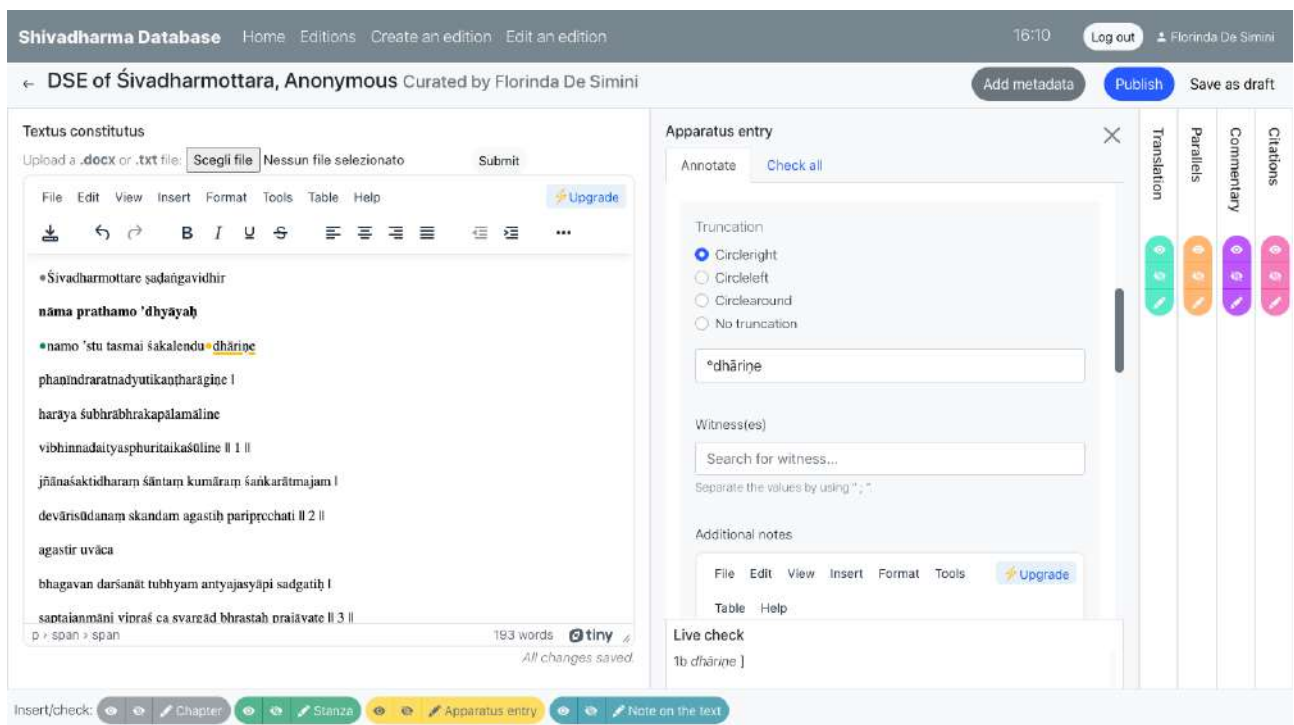 Shivadharma Database Home Editions Create an edition Edit an edition 16:10 Log out Florinda De Simini
← DSE of Śivadharmottara, Anonymous Curated by Florinda De Simini Add metadata Publish Save as draft
Textus constitutus
Upload a .docx or .txt file: Scegli file Nessun file selezionato Submit
File Edit View Insert Format Tools Table Help ⚡Upgrade
B I U S ...
Śivadharmottare ṣaḍaṅgavidhir
nāma prathamo 'dhyāyaḥ
namo 'stu tasmai śakalendu dhāriṇe
phaṇīndraratnadyutikaṇṭharāgiṇe |
harāya śubhrābhrakapālamāline
vibhinnadaityasphuritaikaśūline || 1 ||
jñānaśaktidharaṃ śāntaṃ kumāraṃ śaṅkarātmajam |
devārisūdanaṃ skandam agastiḥ paripṛcchati || 2 ||
agastir uvāca
bhagavan darśanāt tubhyam antyajasyāpi sadgatiḥ |
saptajanmāni vipraś ca svargād bhraṣṭaḥ prajāyate || 3 ||
p › span › span 193 words tiny
All changes saved.
Apparatus entry
Annotate Check all
Truncation
Circleright
Circleleft
Circlearound
No truncation
°dhāriṇe
Witness(es)
Search for witness...
Separate the values by using " ; ".
Additional notes
File Edit View Insert Format Tools ⚡Upgrade
Table Help
Live check
1b dhāriṇe ]
Translation
Parallels
Commentary
Citations
Insert/check: Chapter Stanza Apparatus entry Note on the text